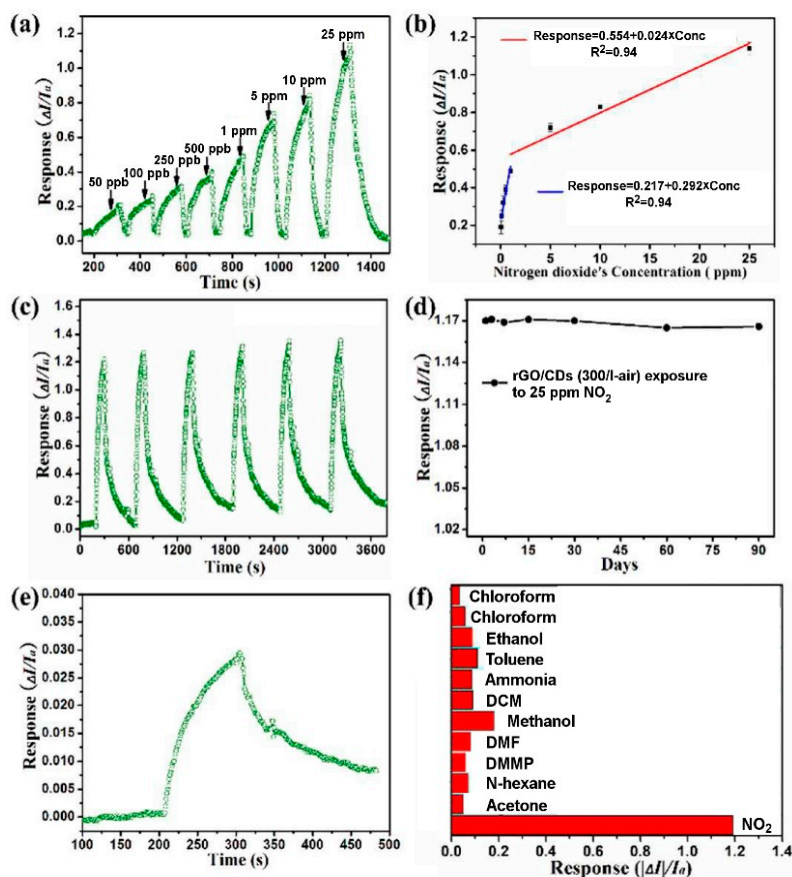 (a)
1.4
1.2
1.0
0.8
0.6
0.4
0.2
0.0
Response (ΔI/Ia)
50 ppb
100 ppb
250 ppb
500 ppb
1 ppm
5 ppm
10 ppm
25 ppm
200 400 600 800 1000 1200 1400
Time (s)
(b)
1.2
1.0
0.8
0.6
0.4
0.2
Response (ΔI/Ia)
Response=0.554+0.024×Conc
R²=0.94
Response=0.217+0.292×Conc
R²=0.94
0 5 10 15 20 25
Nitrogen dioxide's Concentration ( ppm)
(c)
1.6
1.4
1.2
1.0
0.8
0.6
0.4
0.2
0.0
Response (ΔI/Ia)
0 600 1200 1800 2400 3000 3600
Time (s)
(d)
1.17
1.14
1.11
1.08
1.05
1.02
Response (ΔI/Ia)
rGO/CDs (300/l-air) exposure
to 25 ppm NO₂
0 15 30 45 60 75 90
Days
(e)
0.040
0.035
0.030
0.025
0.020
0.015
0.010
0.005
0.000
Response (ΔI/Ia)
100 150 200 250 300 350 400 450 500
Time (s)
(f)
Chloroform
Chloroform
Ethanol
Toluene
Ammonia
DCM
Methanol
DMF
DMMP
N-hexane
Acetone
NO₂
0.0 0.2 0.4 0.6 0.8 1.0 1.2 1.4
Response (|ΔI|/Ia)